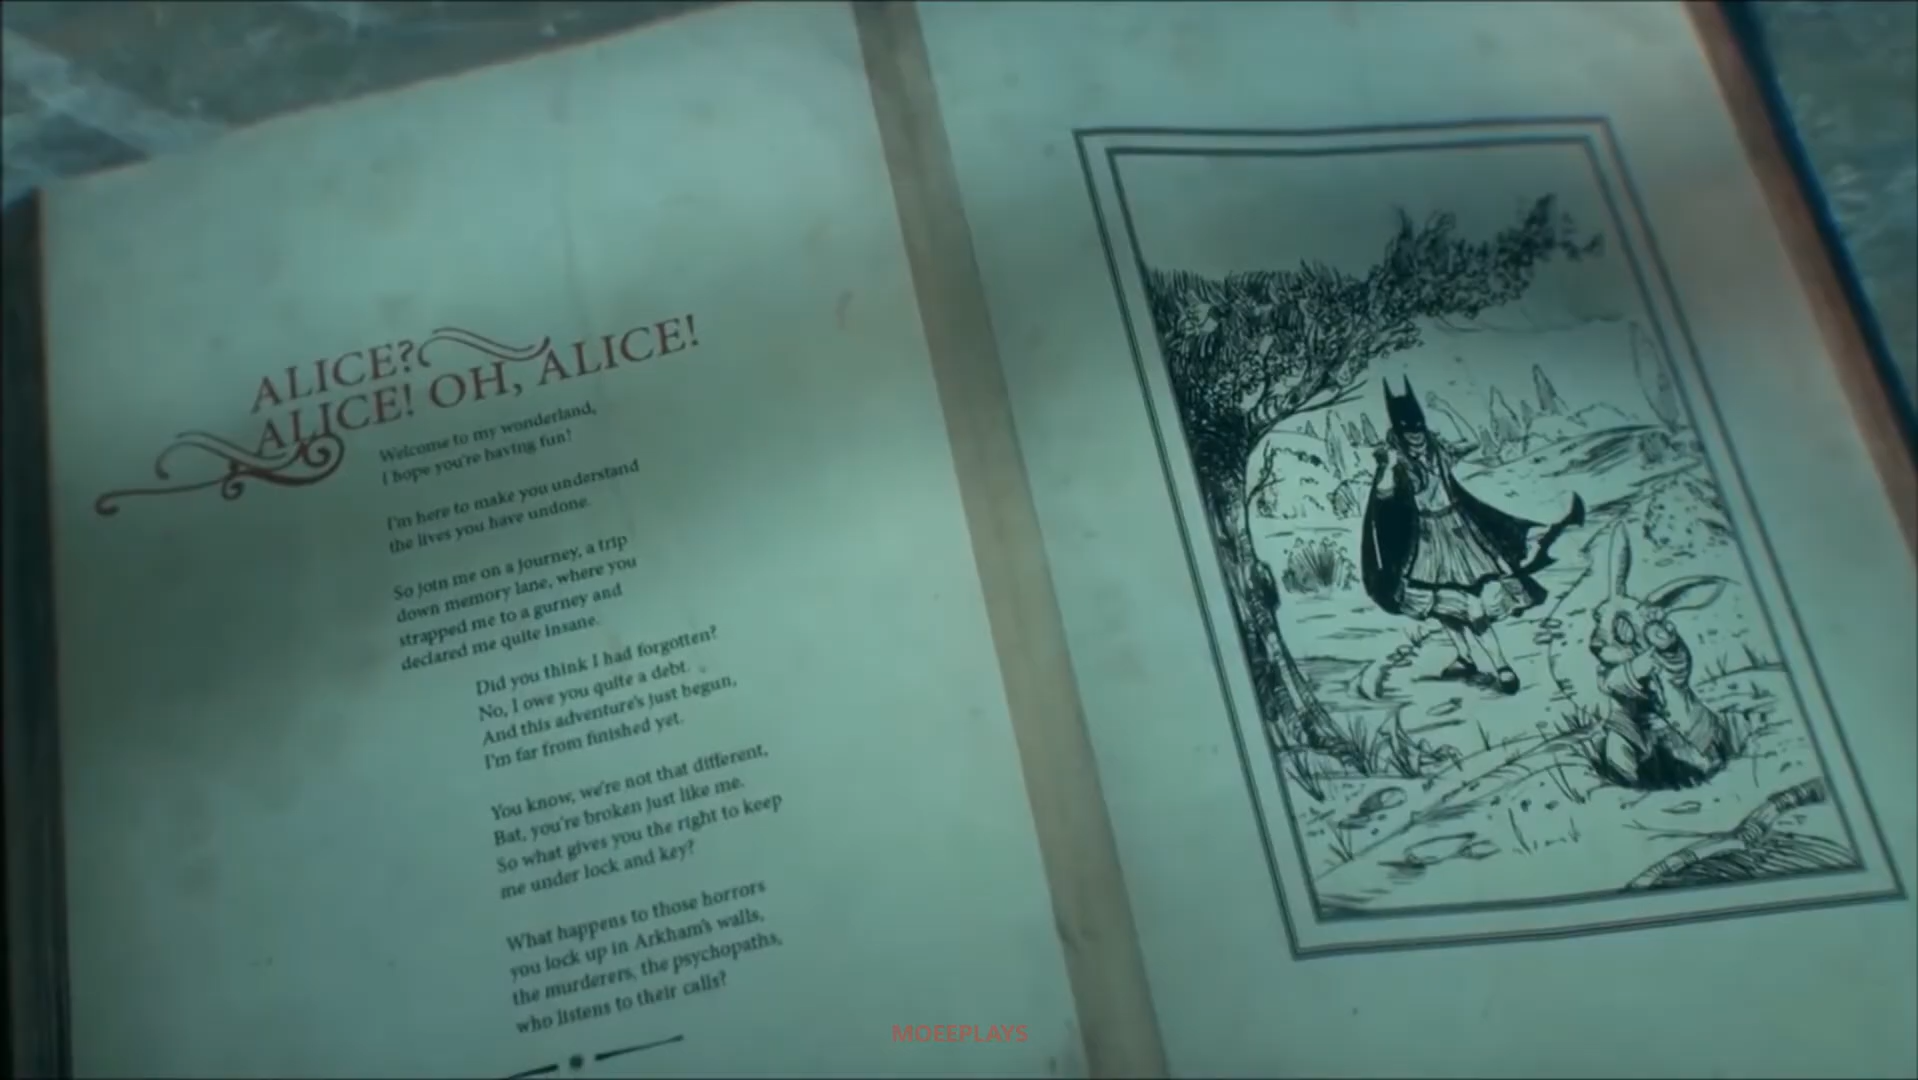 ALICE?
ALICE! OH, ALICE!
Welcome to my wonderland,
I hope you're having fun!
I'm here to make you understand
the lives you have undone.
So join me on a journey, a trip
down memory lane, where you
strapped me to a gurney and
declared me quite insane.
Did you think I had forgotten?
No, I owe you quite a debt.
And this adventure's just begun,
I'm far from finished yet.
You know, we're not that different,
Bat, you're broken just like me.
So what gives you the right to keep
me under lock and key?
What happens to those horrors
you lock up in Arkham's walls,
the murderers, the psychopaths,
who listens to their calls?
MOEEPLAYS